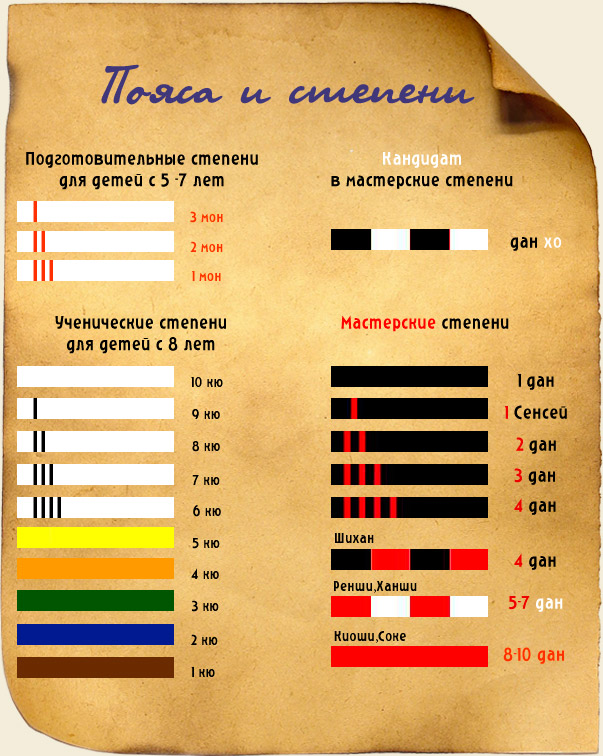 Пояса и степени
Подготовительные степени
для детей с 5 -7 лет
3 мон
2 мон
1 мон
Ученические степени
для детей с 8 лет
10 кю
9 кю
8 кю
7 кю
6 кю
5 кю
4 кю
3 кю
2 кю
1 кю
Кандидат
в мастерские степени
дан хо
Мастерские степени
1 дан
1 Сенсей
2 дан
3 дан
4 дан
Шихан
4 дан
Ренши,Ханши
5-7 дан
Киоши,Соке
8-10 дан